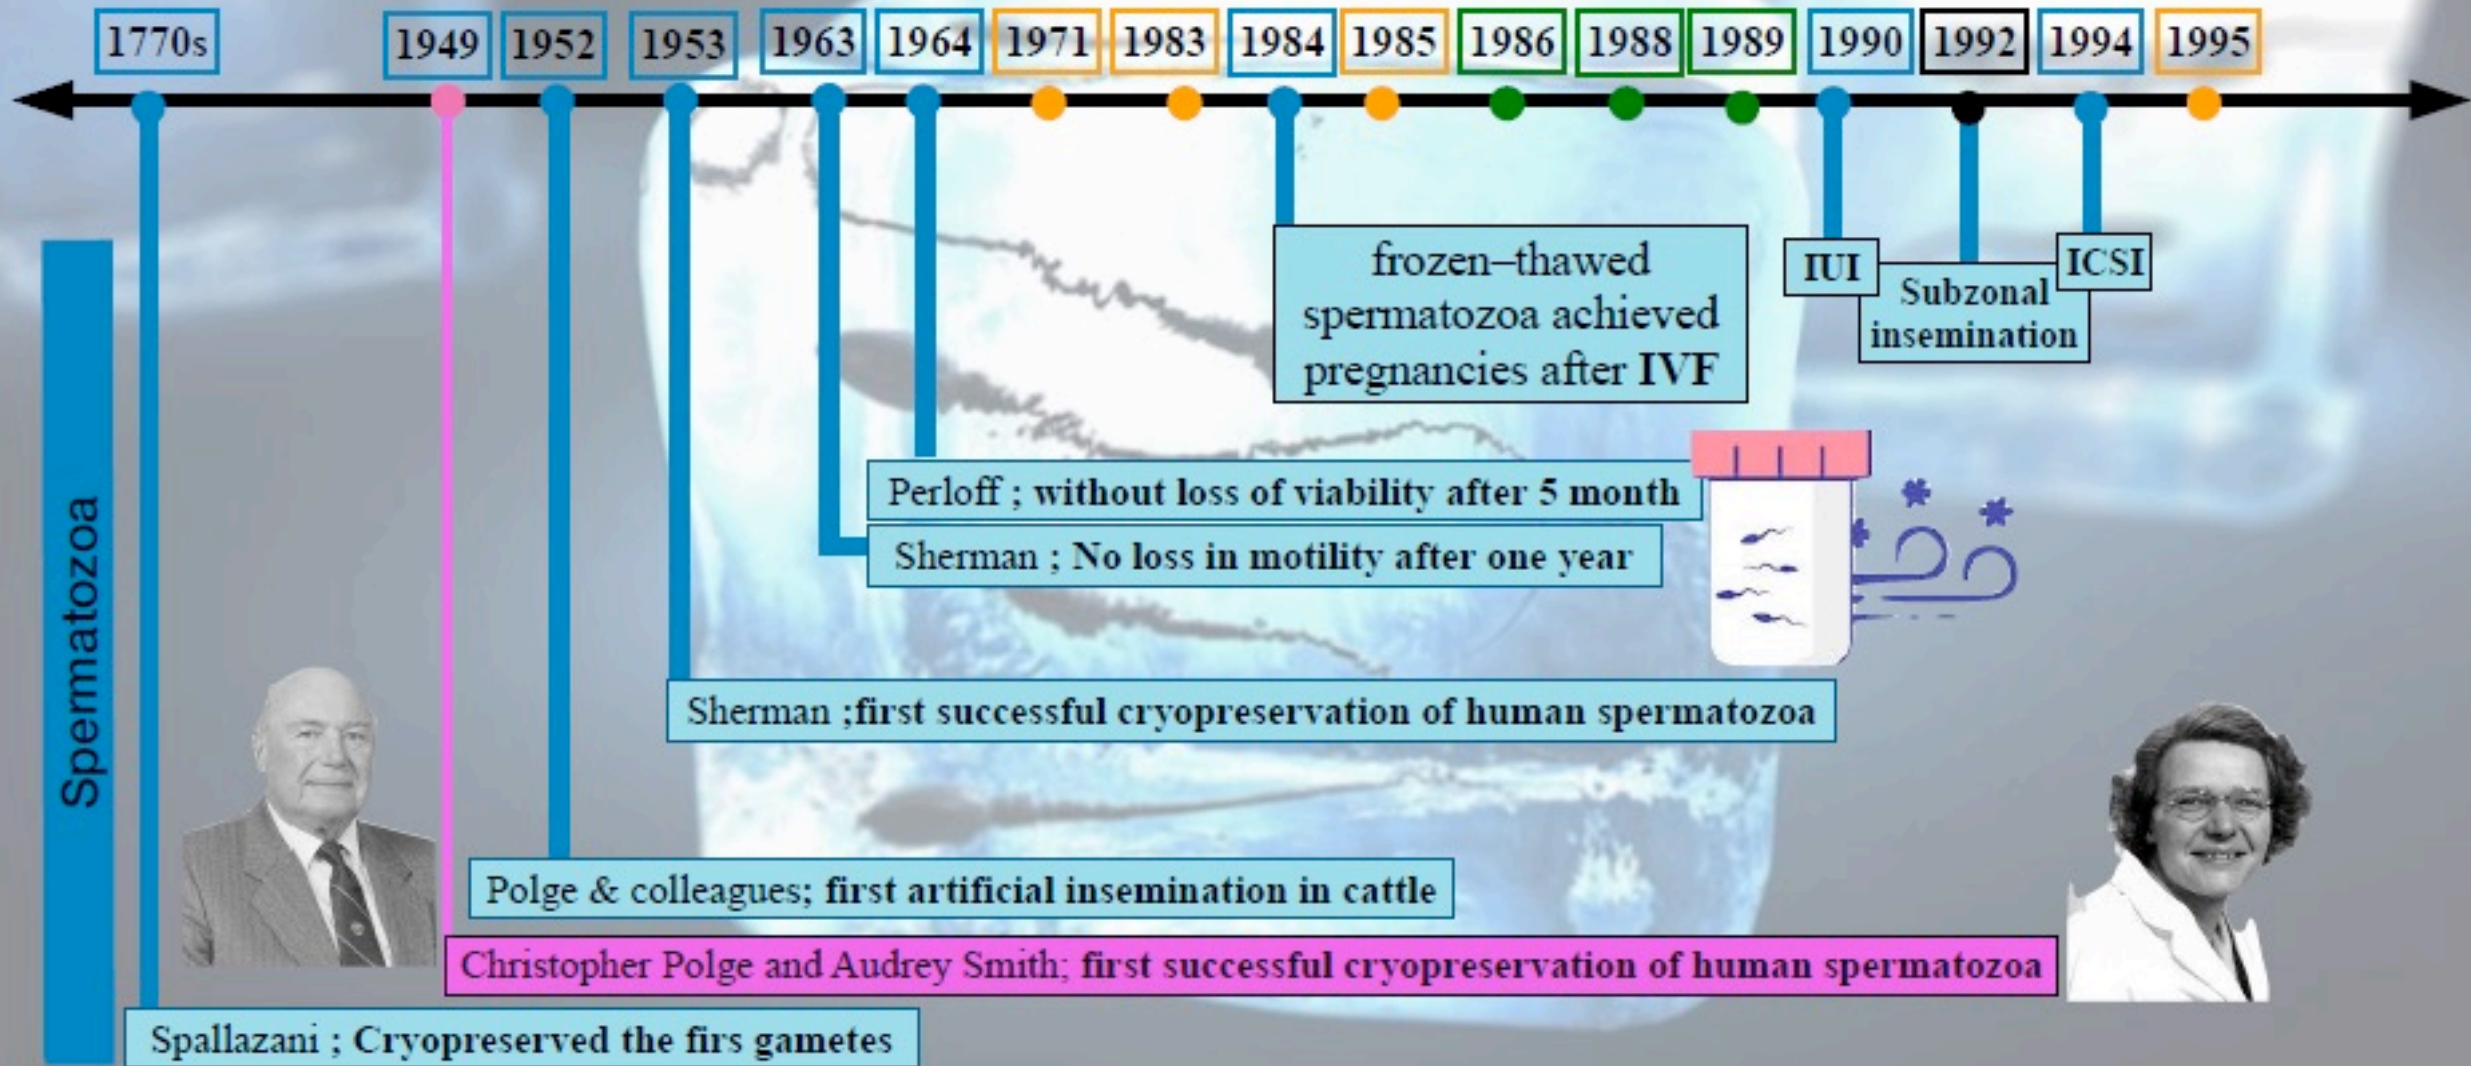 1770s 1949 1952 1953 1963 1964 1971 1983 1984 1985 1986 1988 1989 1990 1992 1994 1995
frozen–thawed
spermatozoa achieved
pregnancies after IVF
IUI
Subzonal
insemination
ICSI
Perloff ; without loss of viability after 5 month
Sherman ; No loss in motility after one year
Sherman ;first successful cryopreservation of human spermatozoa
Polge & colleagues; first artificial insemination in cattle
Christopher Polge and Audrey Smith; first successful cryopreservation of human spermatozoa
Spallazani ; Cryopreserved the firs gametes
Spermatozoa